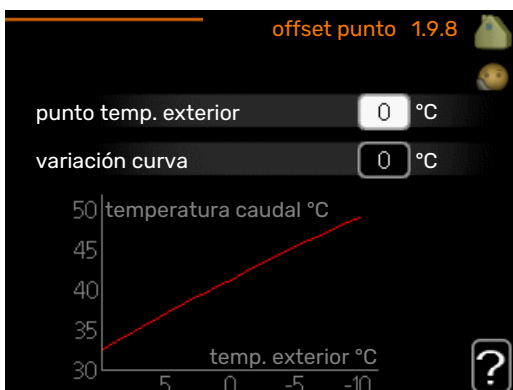 offset punto 1.9.8
punto temp. exterior 0 °C
variación curva 0 °C
50 temperatura caudal °C
45
40
35
30
temp. exterior °C
5 0 -5 -10
?